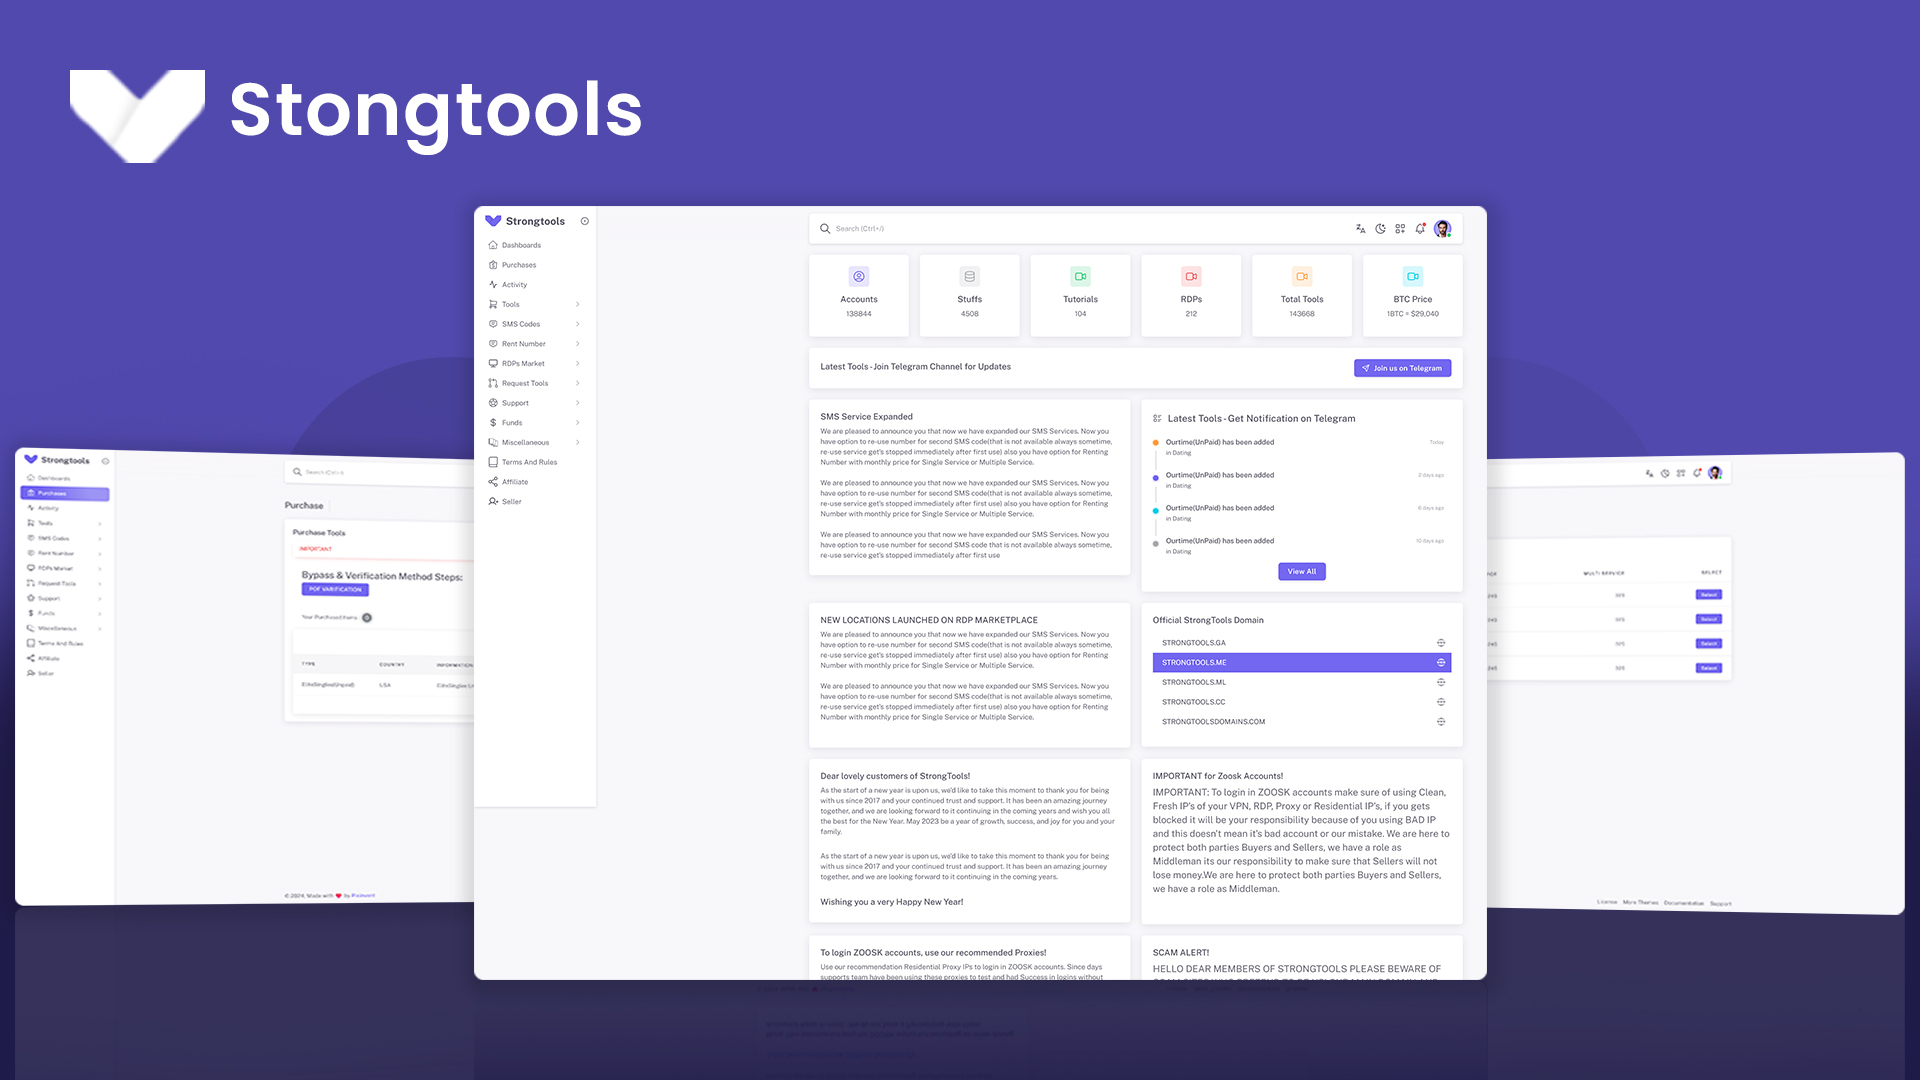 Stongtools
Strongtools
Dashboards
Purchases
Activity
Tools
SMS Codes
Rent Number
RDPs Market
Request Tools
Support
Funds
Miscellaneous
Terms And Rules
Affiliate
Seller
Search (Ctrl+/)
Accounts
138844
Stuffs
4508
Tutorials
104
RDPs
212
Total Tools
143668
BTC Price
1BTC = $29,040
Latest Tools - Join Telegram Channel for Updates
Join us on Telegram
SMS Service Expanded
We are pleased to announce you that now we have expanded our SMS Services. Now you
have option to re-use number for second SMS code(that is not available always sometime,
re-use service get's stopped immediately after first use) also you have option for Renting
Number with monthly price for Single Service or Multiple Service.
We are pleased to announce you that now we have expanded our SMS Services. Now you
have option to re-use number for second SMS code(that is not available always sometime,
re-use service get's stopped immediately after first use) also you have option for Renting
Number with monthly price for Single Service or Multiple Service.
We are pleased to announce you that now we have expanded our SMS Services. Now you
have option to re-use number for second SMS code that is not available always sometime,
re-use service get's stopped immediately after first use
Latest Tools - Get Notification on Telegram
Ourtime(UnPaid) has been added
Today
in Dating
Ourtime(UnPaid) has been added
2 days ago
in Dating
Ourtime(UnPaid) has been added
6 days ago
in Dating
Ourtime(UnPaid) has been added
10 days ago
in Dating
View All
NEW LOCATIONS LAUNCHED ON RDP MARKETPLACE
We are pleased to announce you that now we have expanded our SMS Services. Now you
have option to re-use number for second SMS code(that is not available always sometime,
re-use service get's stopped immediately after first use) also you have option for Renting
Number with monthly price for Single Service or Multiple Service.
We are pleased to announce you that now we have expanded our SMS Services. Now you
have option to re-use number for second SMS code(that is not available always sometime,
re-use service get's stopped immediately after first use) also you have option for Renting
Number with monthly price for Single Service or Multiple Service.
Official StrongTools Domain
STRONGTOOLS.GA
STRONGTOOLS.ME
STRONGTOOLS.ML
STRONGTOOLS.CC
STRONGTOOLSDOMAINS.COM
Dear lovely customers of StrongTools!
As the start of a new year is upon us, we'd like to take this moment to thank you for being
with us since 2017 and your continued trust and support. It has been an amazing journey
together, and we are looking forward to it continuing in the coming years and wish you all
the best for the New Year. May 2023 be a year of growth, success, and joy for you and your
family.
As the start of a new year is upon us, we'd like to take this moment to thank you for being
with us since 2017 and your continued trust and support. It has been an amazing journey
together, and we are looking forward to it continuing in the coming years.
Wishing you a very Happy New Year!
IMPORTANT for Zoosk Accounts!
IMPORTANT: To login in ZOOSK accounts make sure of using Clean,
Fresh IP's of your VPN, RDP, Proxy or Residential IP's, if you gets
blocked it will be your responsibility because of you using BAD IP
and this doesn't mean it's bad account or our mistake. We are here to
protect both parties Buyers and Sellers, we have a role as
Middleman its our responsibility to make sure that Sellers will not
lose money.We are here to protect both parties Buyers and Sellers,
we have a role as Middleman.
To login ZOOSK accounts, use our recommended Proxies!
Use our recommendation Residential Proxy IPs to login in ZOOSK accounts. Since days
supports team have been using these proxies to test and had Success in logins without
SCAM ALERT!
HELLO DEAR MEMBERS OF STRONGTOOLS PLEASE BEWARE OF
Strongtools
Dashboards
Purchases
Activity
Tools
SMS Codes
Rent Number
RDPs Market
Request Tools
Support
Funds
Miscellaneous
Terms And Rules
Affiliate
Seller
Search (Ctrl+/)
Purchase
Purchase Tools
IMPORTANT
Bypass & Verification Method Steps:
POF VARIFICATION
Your Purchased Items:
TYPE
COUNTRY
INFORMATION
USA
© 2024, Made with
by Pixinvent
MULTI SERVICE
SELECT
Select
Select
Select
Select
License
More Themes
Documentation
Support